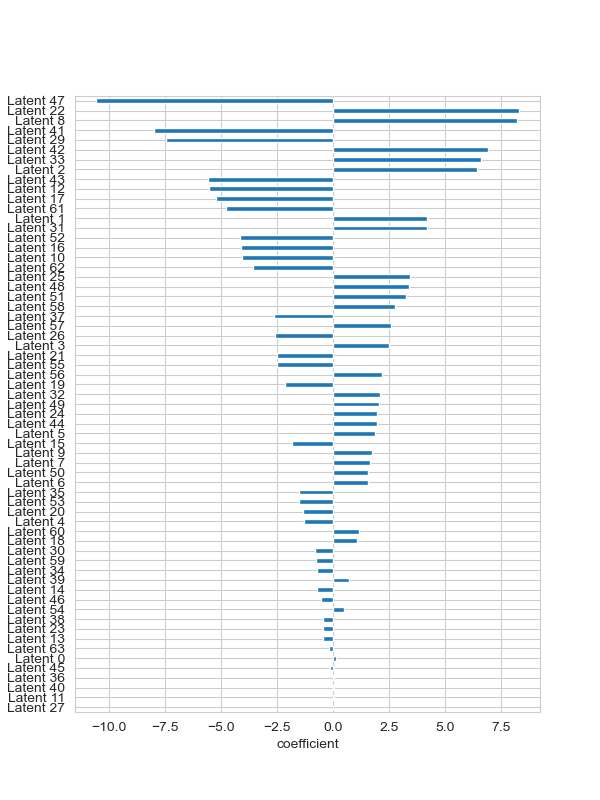 Latent 47
Latent 22
Latent 8
Latent 41
Latent 29
Latent 42
Latent 33
Latent 2
Latent 43
Latent 12
Latent 17
Latent 61
Latent 1
Latent 31
Latent 52
Latent 16
Latent 10
Latent 62
Latent 25
Latent 48
Latent 51
Latent 58
Latent 37
Latent 57
Latent 26
Latent 3
Latent 21
Latent 55
Latent 56
Latent 19
Latent 32
Latent 49
Latent 24
Latent 44
Latent 5
Latent 15
Latent 9
Latent 7
Latent 50
Latent 6
Latent 35
Latent 53
Latent 20
Latent 4
Latent 60
Latent 18
Latent 30
Latent 59
Latent 34
Latent 39
Latent 14
Latent 46
Latent 54
Latent 38
Latent 23
Latent 13
Latent 63
Latent 0
Latent 45
Latent 36
Latent 40
Latent 11
Latent 27
−10.0 −7.5 −5.0 −2.5 0.0 2.5 5.0 7.5
coefficient